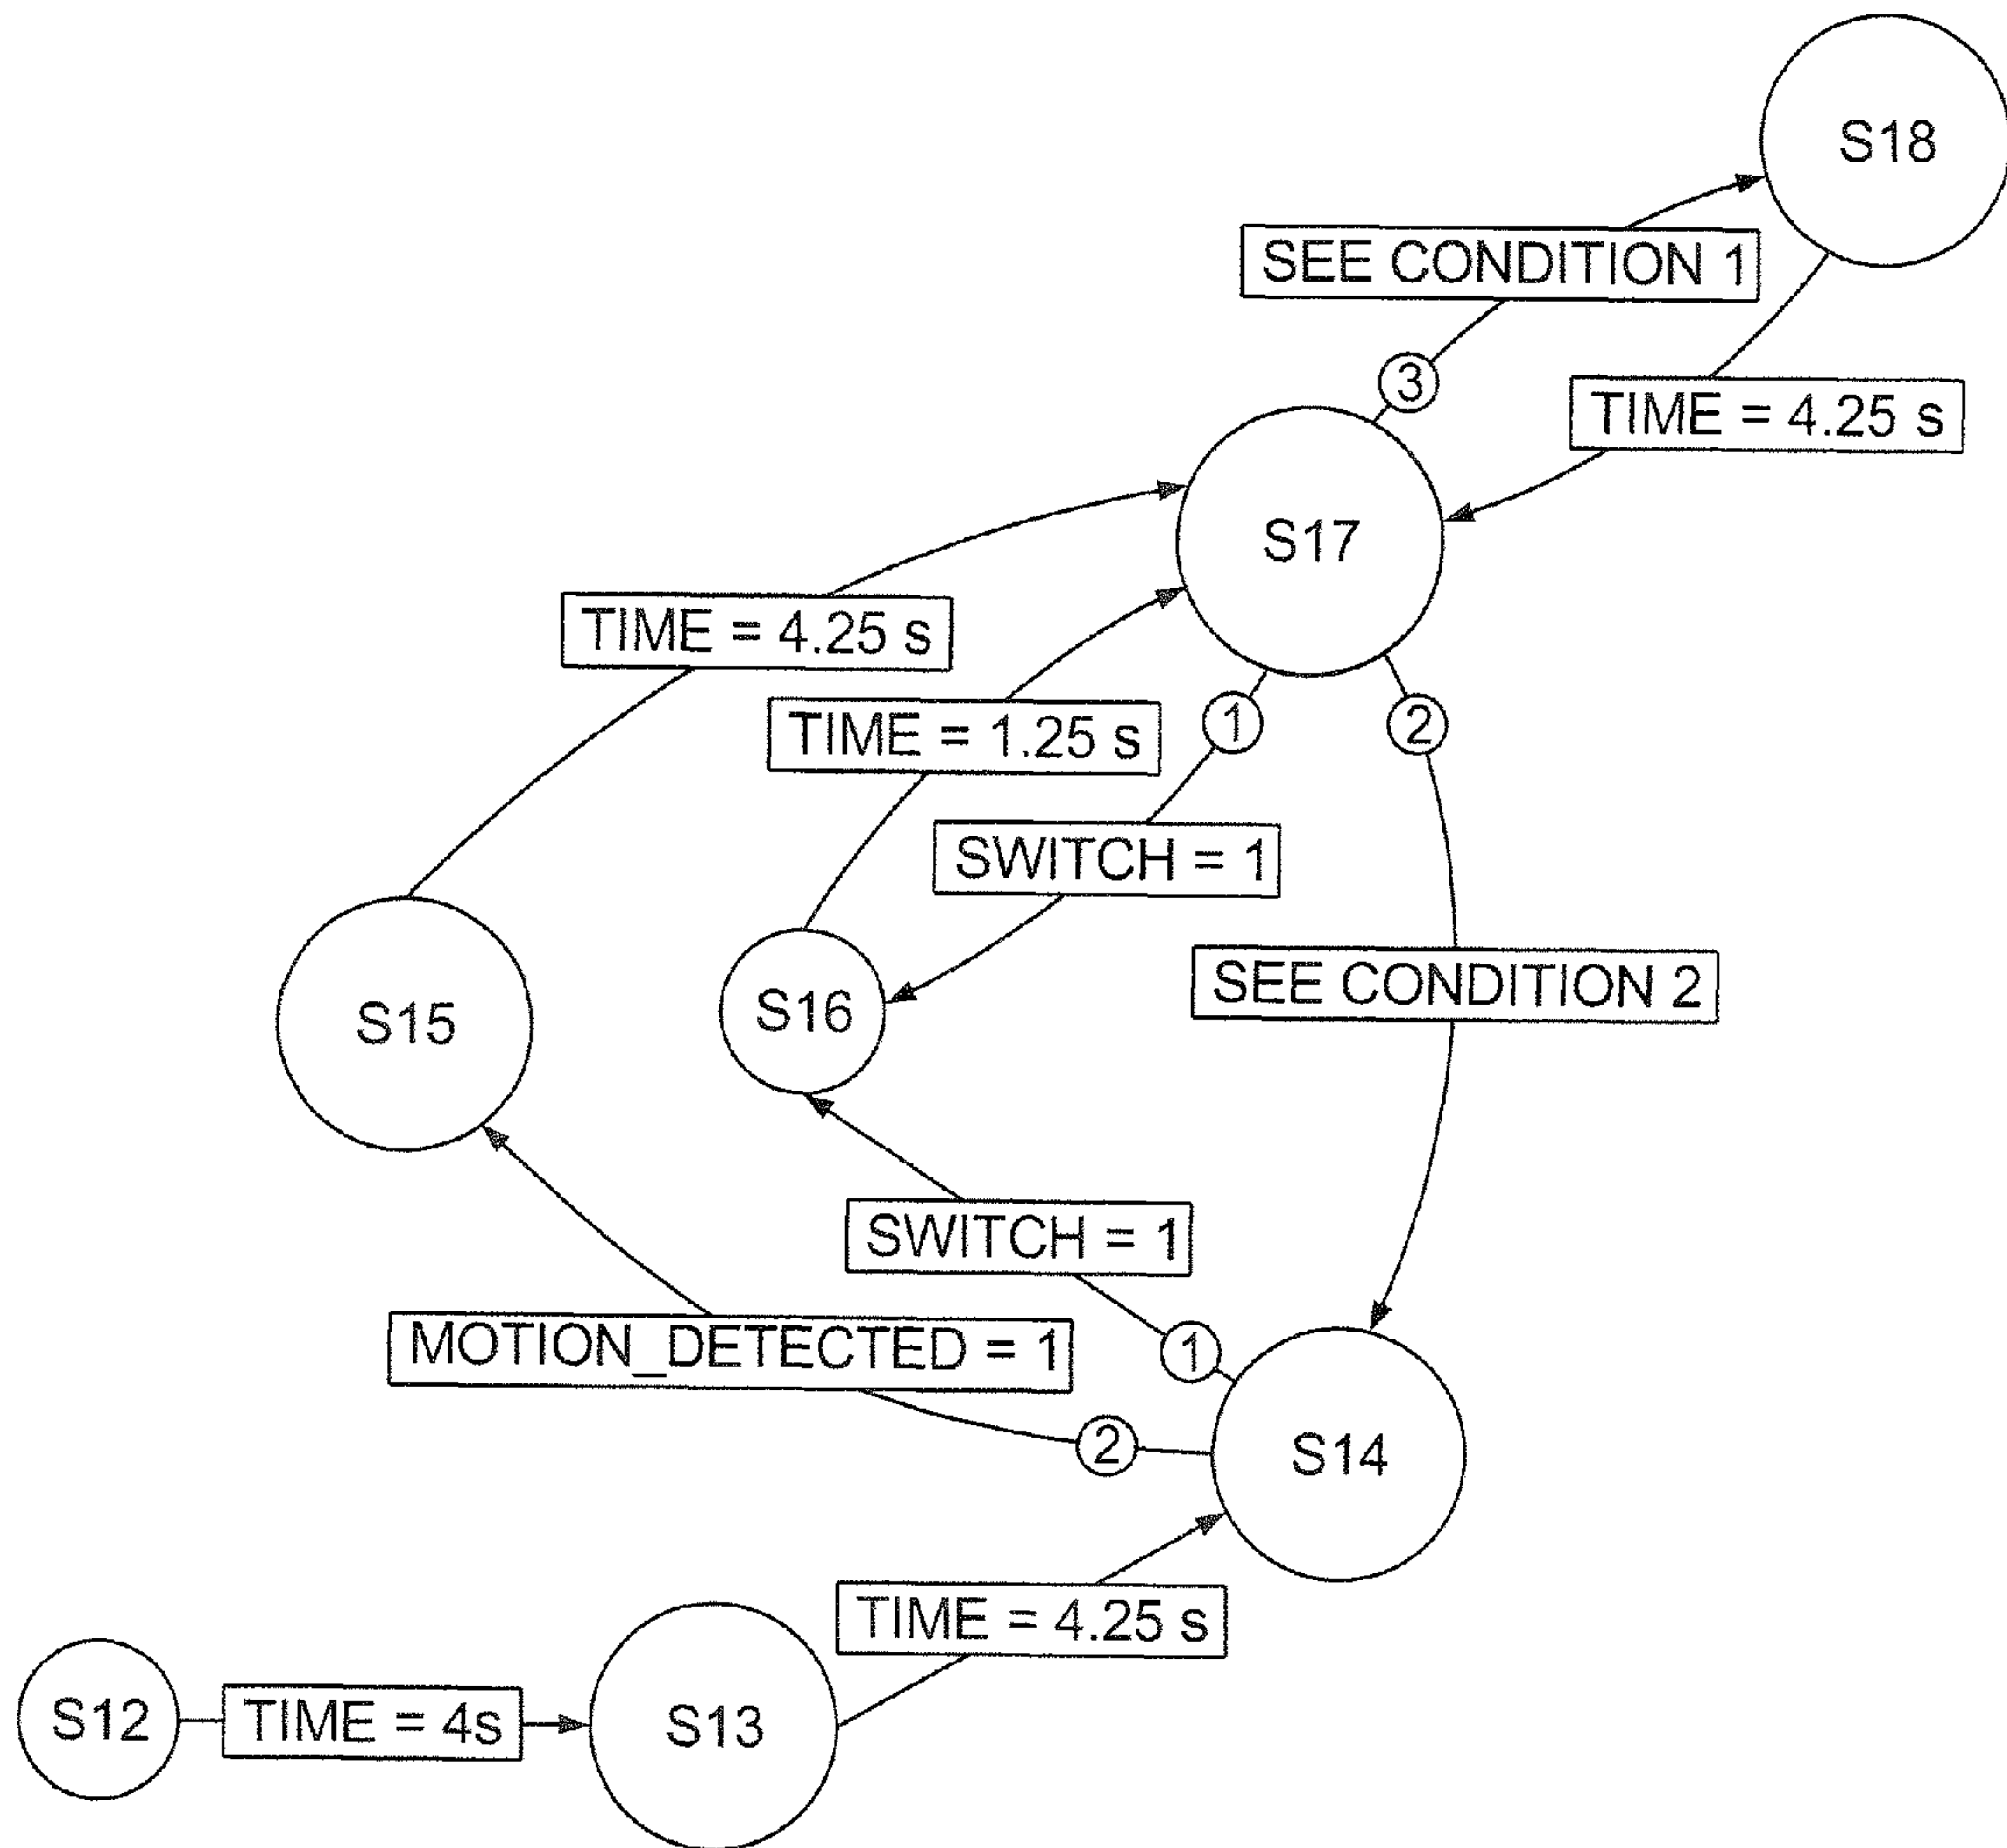 S18
SEE CONDITION 1
3
TIME = 4.25 s
S17
TIME = 4.25 s
TIME = 1.25 s
1
2
SWITCH = 1
SEE CONDITION 2
S15
S16
SWITCH = 1
MOTION_DETECTED = 1
1
2
S14
TIME = 4.25 s
S12
TIME = 4s
S13